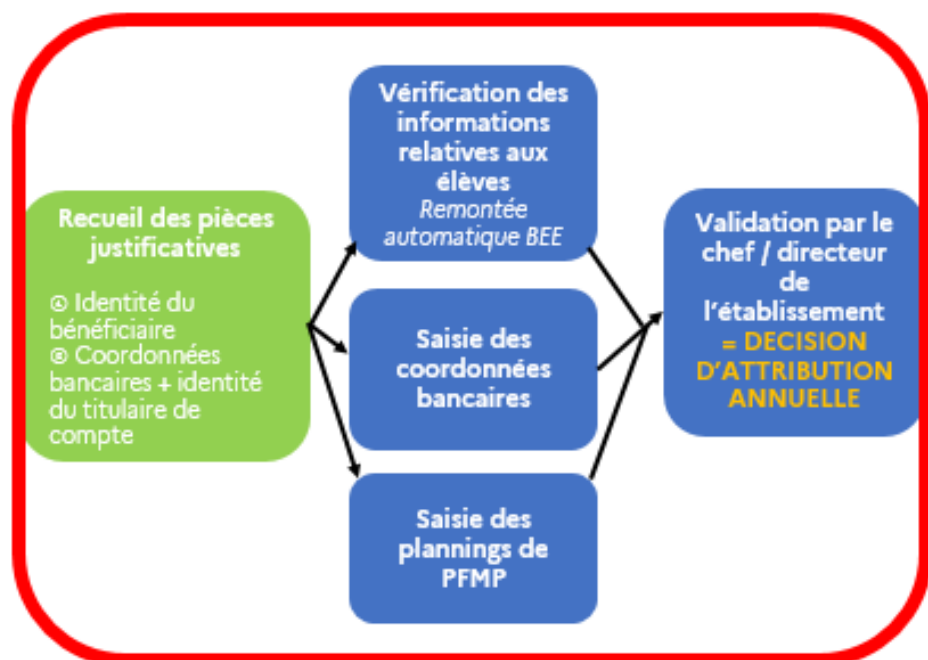 Recueil des pièces
justificatives
Ⓐ Identité du
bénéficiaire
Ⓑ Coordonnées
bancaires + identité
du titulaire de
compte
Vérification des
informations
relatives aux
élèves
Remontée
automatique BEE
Saisie des
coordonnées
bancaires
Saisie des
plannings de
PFMP
Validation par le
chef / directeur
de
l'établissement
= DECISION
D'ATTRIBUTION
ANNUELLE